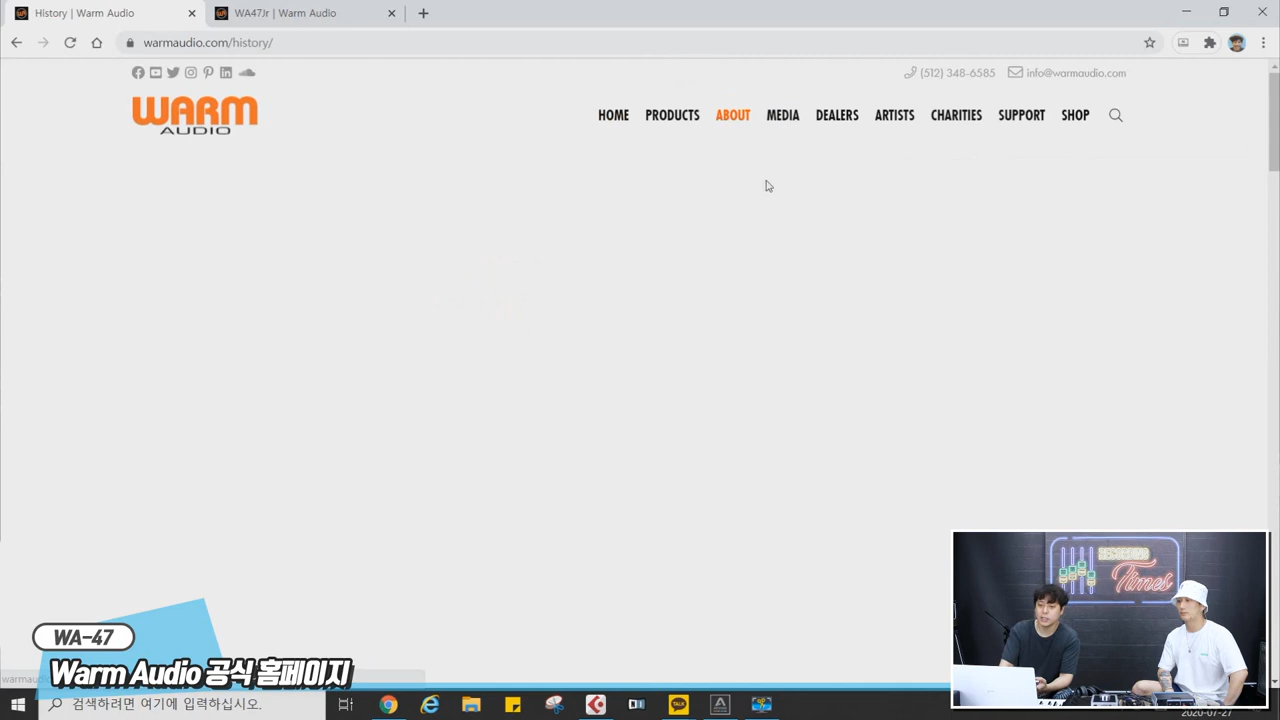 History | Warm Audio
WA47Jr | Warm Audio
warmaudio.com/history/
(512) 348-6585
info@warmaudio.com
WARM
AUDIO
HOME
PRODUCTS
ABOUT
MEDIA
DEALERS
ARTISTS
CHARITIES
SUPPORT
SHOP
RECORDING
Times
WA-47
Warm Audio 공식 홈페이지
검색하려면 여기에 입력하십시오.
TALK
2020-07-27